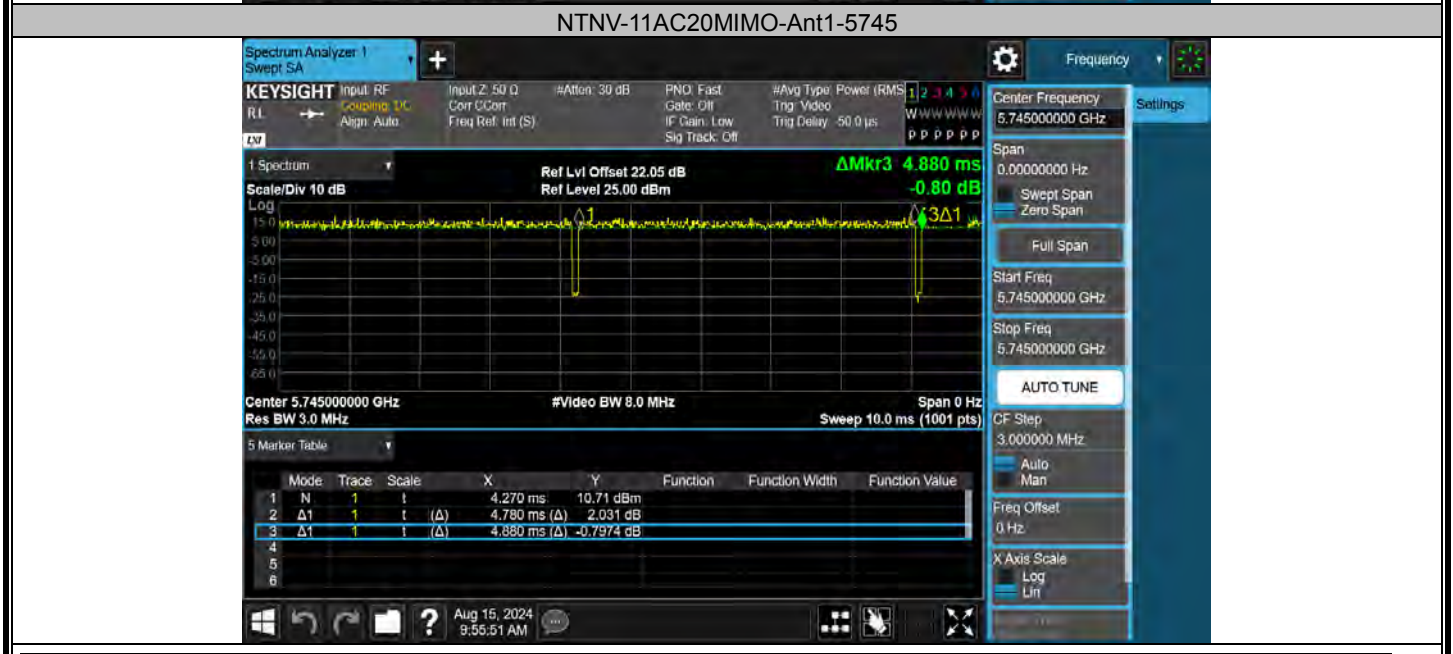 NTNV-11AC20MIMO-Ant1-5745
Spectrum Analyzer 1
Swept SA
+
Frequency
KEYSIGHT
RL
LXI
Input: RF
Coupling: DC
Align: Auto
Input Z: 50 Ω
Corr CCorr
Freq Ref: Int (S)
#Atten: 30 dB
PNO: Fast
Gate: Off
IF Gain: Low
Sig Track: Off
#Avg Type: Power (RMS
Trig: Video
Trig Delay: -50.0 µs
1 2 3 4 5 6
W W W W W W
P P P P P P
1 Spectrum
Scale/Div 10 dB
Ref Lvl Offset 22.05 dB
Ref Level 25.00 dBm
ΔMkr3 4.880 ms
-0.80 dB
Log
15.0
5.00
-5.00
-15.0
-25.0
-35.0
-45.0
-55.0
-65.0
1
3Δ1
Center 5.745000000 GHz
Res BW 3.0 MHz
#Video BW 8.0 MHz
Span 0 Hz
Sweep 10.0 ms (1001 pts)
5 Marker Table
Mode Trace Scale X Y Function Function Width Function Value
1 N 1 t 4.270 ms 10.71 dBm
2 Δ1 1 t (Δ) 4.780 ms (Δ) 2.031 dB
3 Δ1 1 t (Δ) 4.880 ms (Δ) -0.7974 dB
4
5
6
?
Aug 15, 2024
9:55:51 AM
Center Frequency
5.745000000 GHz
Settings
Span
0.00000000 Hz
Swept Span
Zero Span
Full Span
Start Freq
5.745000000 GHz
Stop Freq
5.745000000 GHz
AUTO TUNE
CF Step
3.000000 MHz
Auto
Man
Freq Offset
0 Hz
X Axis Scale
Log
Lin